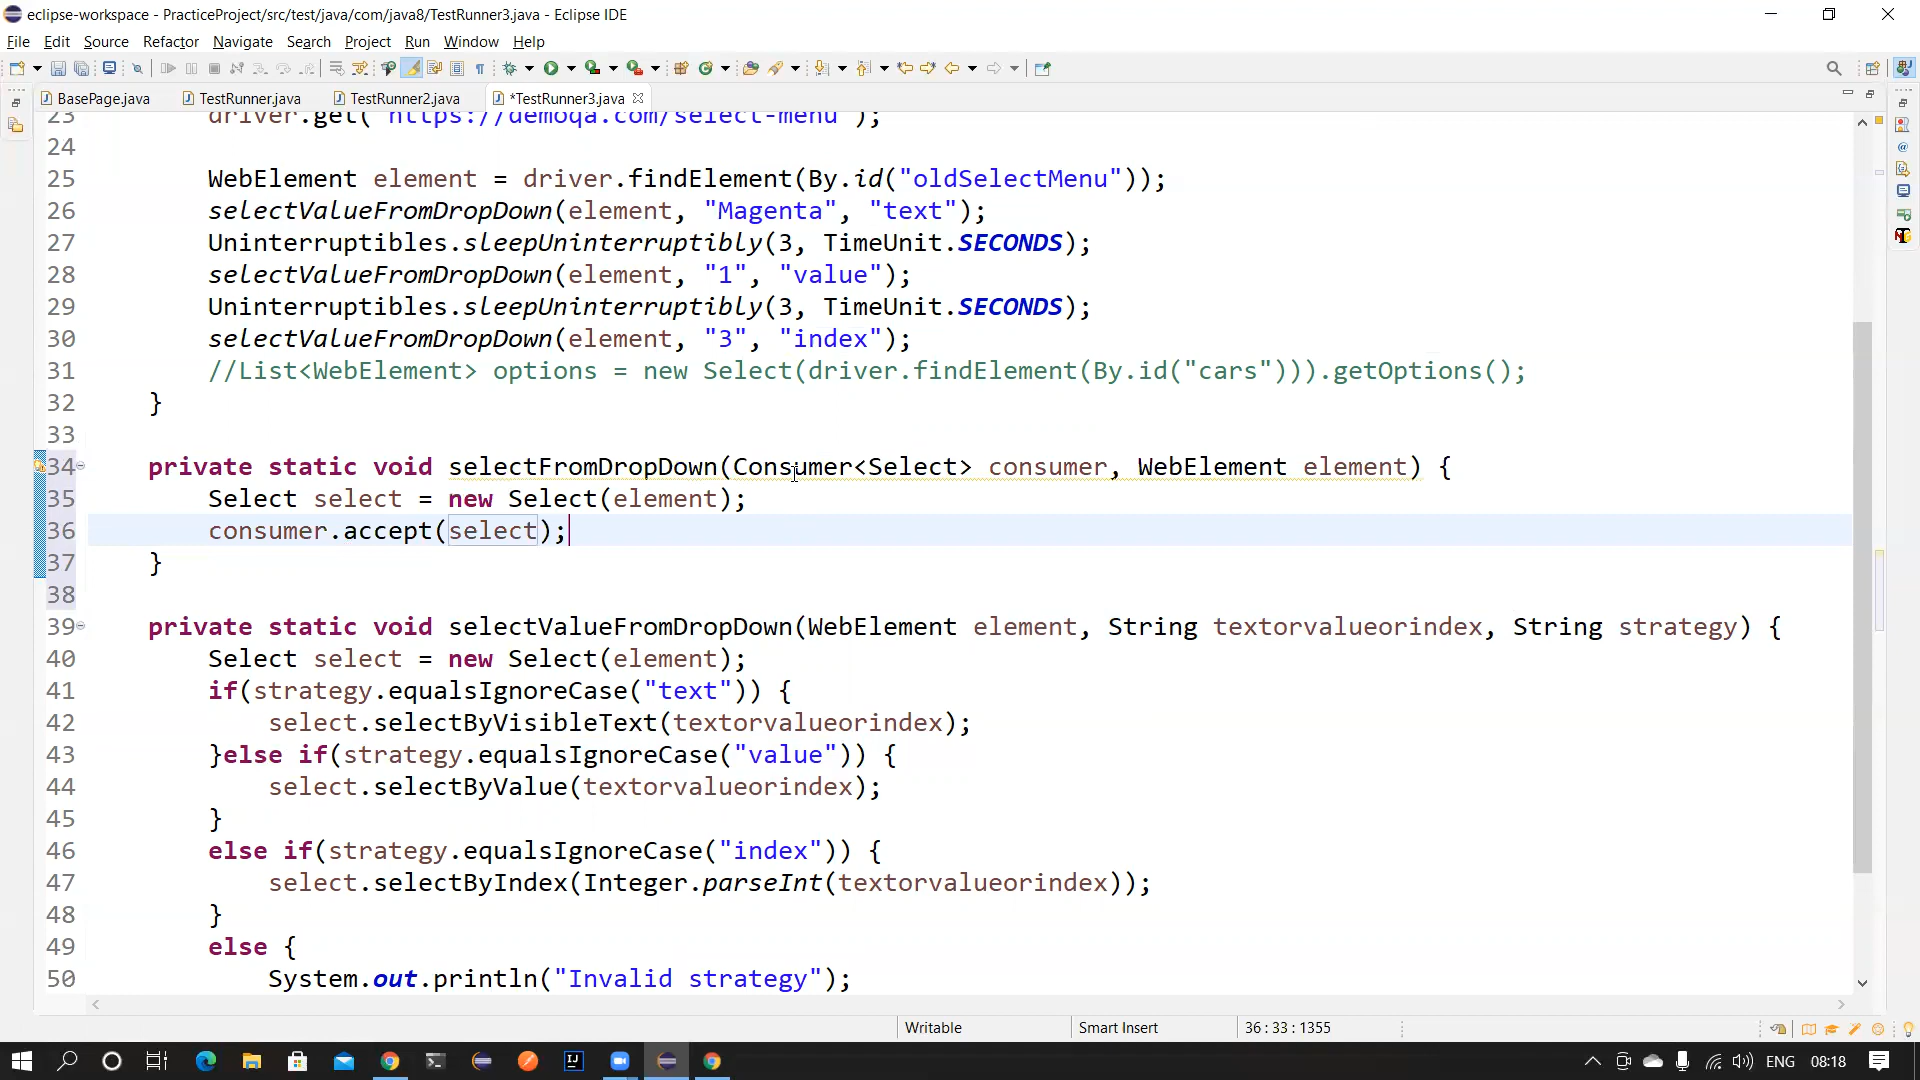 eclipse-workspace - PracticeProject/src/test/java/com/java8/TestRunner3.java - Eclipse IDE
File Edit Source Refactor Navigate Search Project Run Window Help
BasePage.java TestRunner.java TestRunner2.java *TestRunner3.java
23 driver.get("https://demoqa.com/select-menu");
24
25 WebElement element = driver.findElement(By.id("oldSelectMenu"));
26 selectValueFromDropDown(element, "Magenta", "text");
27 Uninterruptibles.sleepUninterruptibly(3, TimeUnit.SECONDS);
28 selectValueFromDropDown(element, "1", "value");
29 Uninterruptibles.sleepUninterruptibly(3, TimeUnit.SECONDS);
30 selectValueFromDropDown(element, "3", "index");
31 //List<WebElement> options = new Select(driver.findElement(By.id("cars"))).getOptions();
32 }
33
34 private static void selectFromDropDown(Consumer<Select> consumer, WebElement element) {
35 Select select = new Select(element);
36 consumer.accept(select);
37 }
38
39 private static void selectValueFromDropDown(WebElement element, String textorvalueorindex, String strategy) {
40 Select select = new Select(element);
41 if(strategy.equalsIgnoreCase("text")) {
42 select.selectByVisibleText(textorvalueorindex);
43 }else if(strategy.equalsIgnoreCase("value")) {
44 select.selectByValue(textorvalueorindex);
45 }
46 else if(strategy.equalsIgnoreCase("index")) {
47 select.selectByIndex(Integer.parseInt(textorvalueorindex));
48 }
49 else {
50 System.out.println("Invalid strategy");
Writable Smart Insert 36 : 33 : 1355
ENG 08:18